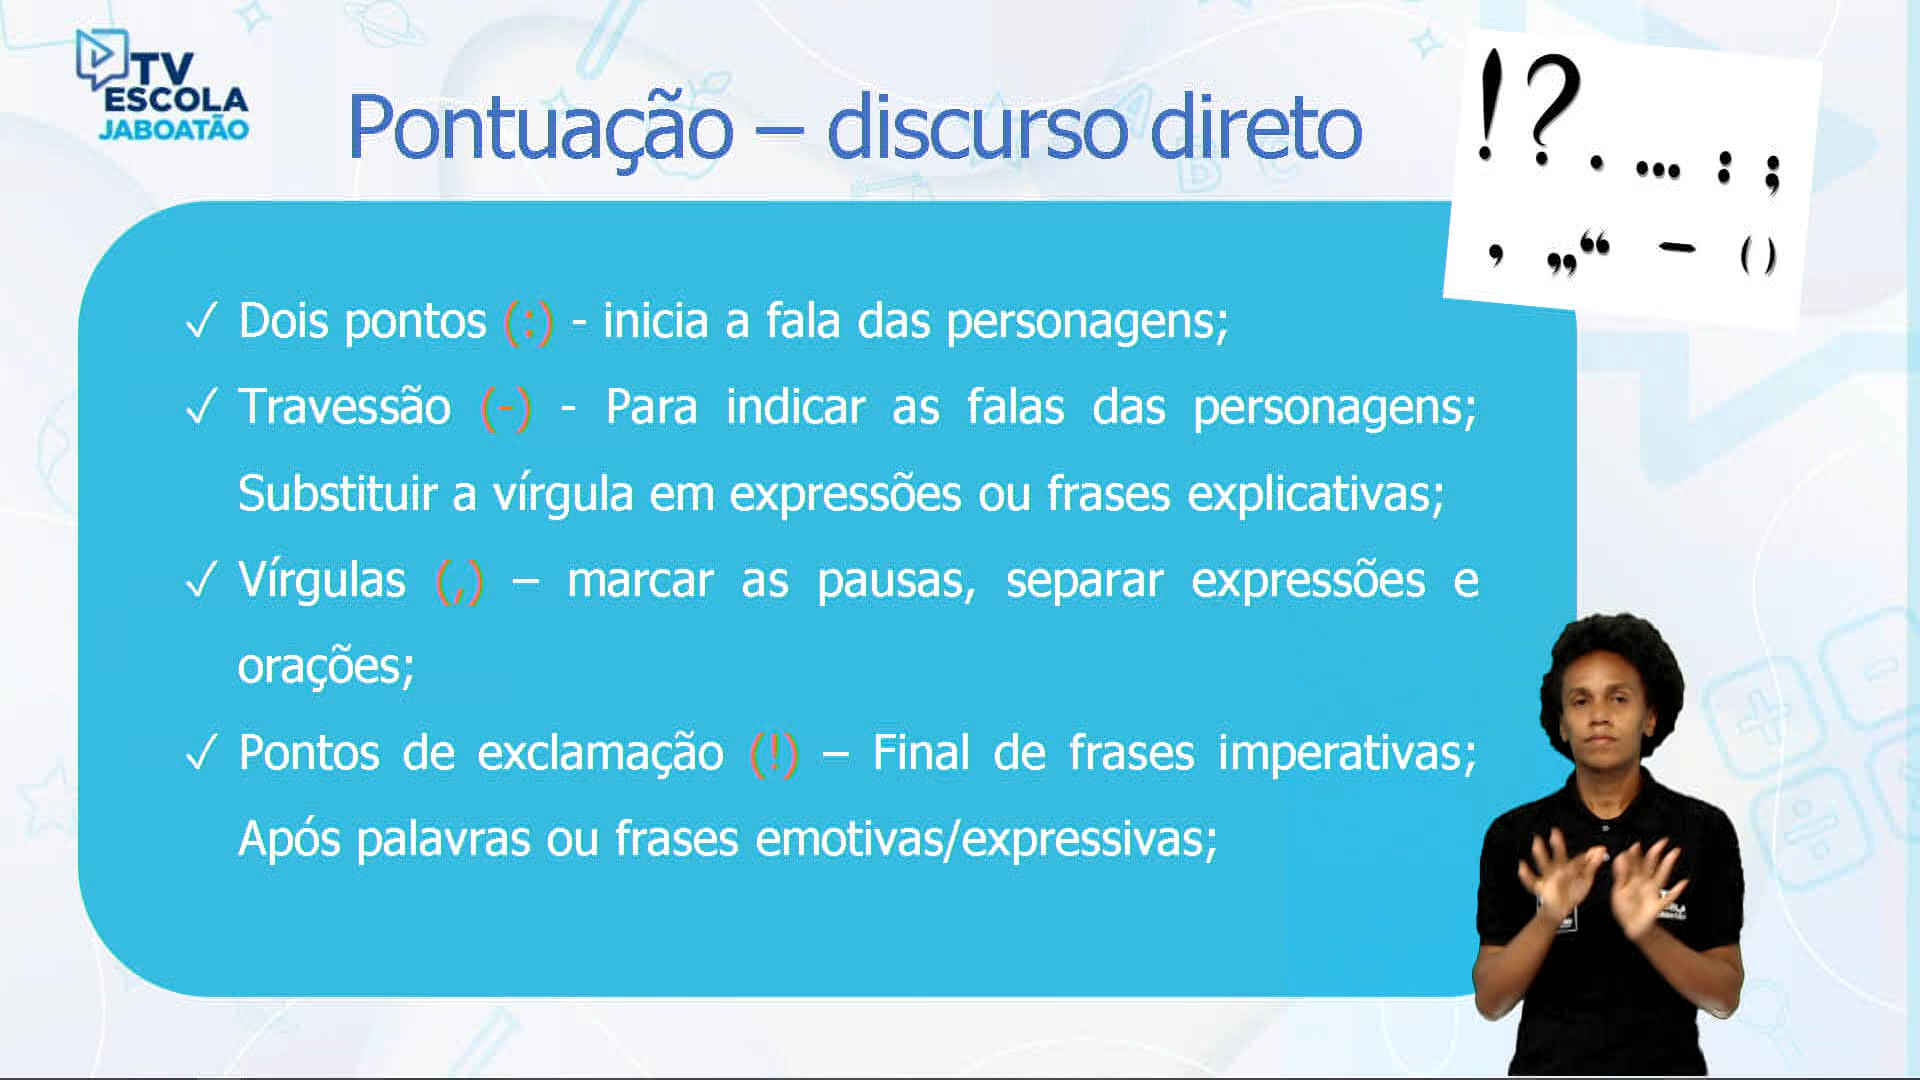 TV
ESCOLA
JABOATÃO
Pontuação – discurso direto
! ? . ... : ;
, „“ – ( )
✓ Dois pontos (:) - inicia a fala das personagens;
✓ Travessão (-) - Para indicar as falas das personagens;
Substituir a vírgula em expressões ou frases explicativas;
✓ Vírgulas (,) – marcar as pausas, separar expressões e
orações;
✓ Pontos de exclamação (!) – Final de frases imperativas;
Após palavras ou frases emotivas/expressivas;